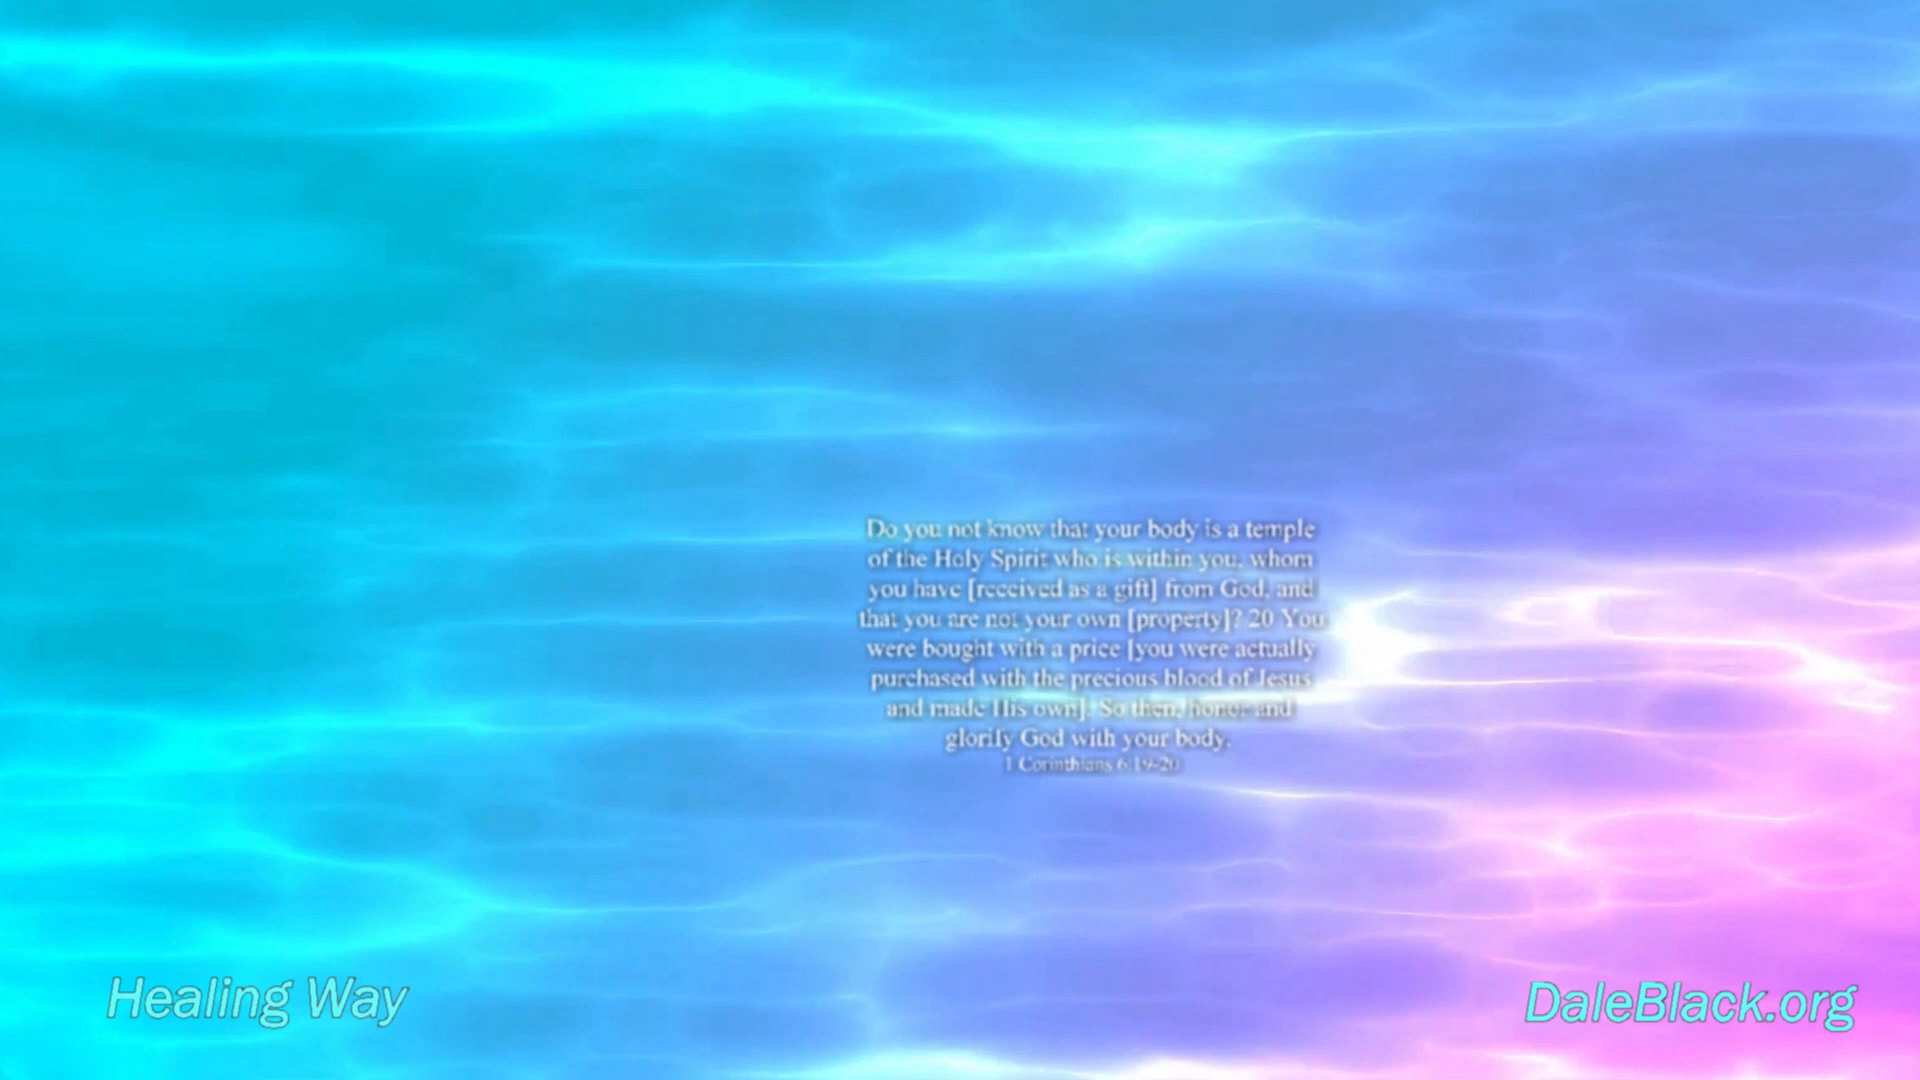 Do you not know that your body is a temple
of the Holy Spirit who is within you, whom
you have [received as a gift] from God, and
that you are not your own [property]? 20 You
were bought with a price [you were actually
purchased with the precious blood of Jesus
and made His own]. So then, honor and
glorify God with your body.
1 Corinthians 6:19-20
Healing Way
DaleBlack.org